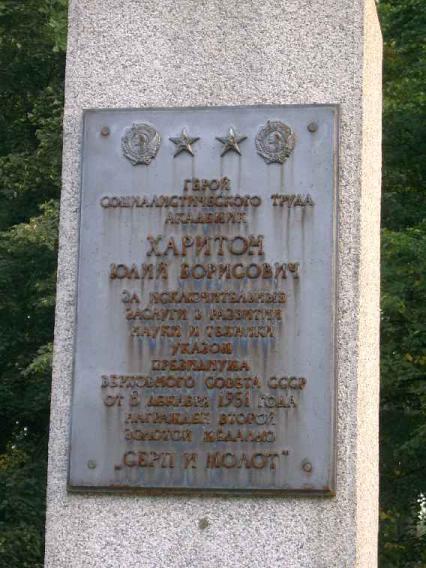 ГЕРОЙ
СОЦИАЛИСТИЧЕСКОГО ТРУДА
АКАДЕМИК
ХАРИТОН
ЮЛИЙ БОРИСОВИЧ
ЗА ИСКЛЮЧИТЕЛЬНЫЕ
ЗАСЛУГИ В РАЗВИТИИ
НАУКИ И ТЕХНИКИ
УКАЗОМ
ПРЕЗИДИУМА
ВЕРХОВНОГО СОВЕТА СССР
ОТ 8 ДЕКАБРЯ 1951 ГОДА
НАГРАЖДЕН ВТОРОЙ
ЗОЛОТОЙ МЕДАЛЬЮ
„СЕРП И МОЛОТ"